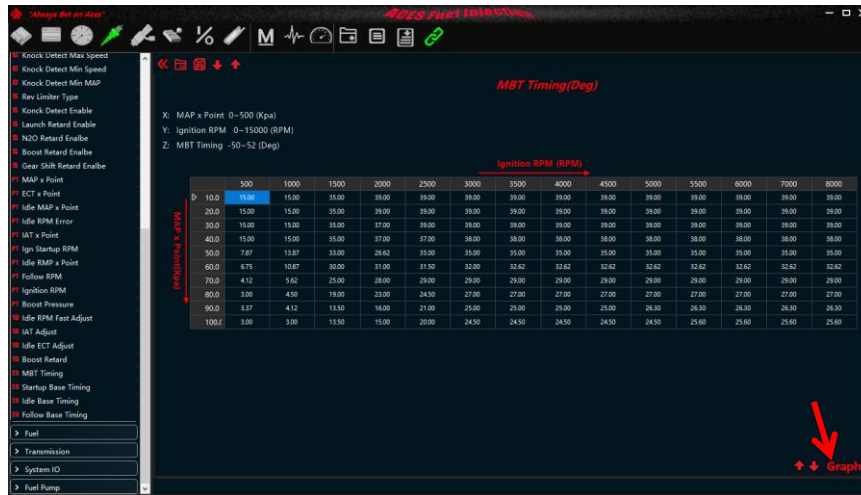 "Always Bet on Aces"
ACES Fuel Injection
M
Knock Detect Max Speed
Knock Detect Min Speed
Knock Detect Min MAP
Rev Limiter Type
Konck Detect Enable
Launch Retard Enable
N2O Retard Enalbe
Boost Retard Enalbe
Gear Shift Retard Enalbe
MAP x Point
ECT x Point
Idle MAP x Point
Idle RPM Error
IAT x Point
Ign Startup RPM
Idle RMP x Point
Follow RPM
Ignition RPM
Boost Pressure
Idle RPM Fast Adjust
IAT Adjust
Idle ECT Adjust
Boost Retard
MBT Timing
Startup Base Timing
Idle Base Timing
Follow Base Timing
Fuel
Transmission
System IO
Fuel Pump
MBT Timing(Deg)
X: MAP x Point 0~500 (Kpa)
Y: Ignition RPM 0~15000 (RPM)
Z: MBT Timing -50~52 (Deg)
Ignition RPM (RPM)
MAP x Point(Kpa)
500 1000 1500 2000 2500 3000 3500 4000 4500 5000 5500 6000 7000 8000
10.0 15.00 15.00 35.00 39.00 39.00 39.00 39.00 39.00 39.00 39.00 39.00 39.00 39.00 39.00
20.0 15.00 15.00 35.00 39.00 39.00 39.00 39.00 39.00 39.00 39.00 39.00 39.00 39.00 39.00
30.0 15.00 15.00 35.00 37.00 39.00 39.00 39.00 39.00 39.00 39.00 39.00 39.00 39.00 39.00
40.0 15.00 15.00 35.00 37.00 37.00 38.00 38.00 38.00 38.00 38.00 38.00 38.00 38.00 38.00
50.0 7.87 13.87 33.00 26.62 35.00 35.00 35.00 35.00 35.00 35.00 35.00 35.00 35.00 35.00
60.0 6.75 10.87 30.00 31.00 31.50 32.00 32.62 32.62 32.62 32.62 32.62 32.62 32.62 32.62
70.0 4.12 5.62 25.00 28.00 29.00 29.00 29.00 29.00 29.00 29.00 29.00 29.00 29.00 29.00
80.0 3.00 4.50 19.00 23.00 24.50 27.00 27.00 27.00 27.00 27.00 27.00 27.00 27.00 27.00
90.0 3.37 4.12 13.50 16.00 21.00 25.00 25.00 25.00 25.00 26.30 26.30 26.30 26.30 26.30
100.( 3.00 3.00 13.50 15.00 20.00 24.50 24.50 24.50 24.50 24.50 25.60 25.60 25.60 25.60
Graph